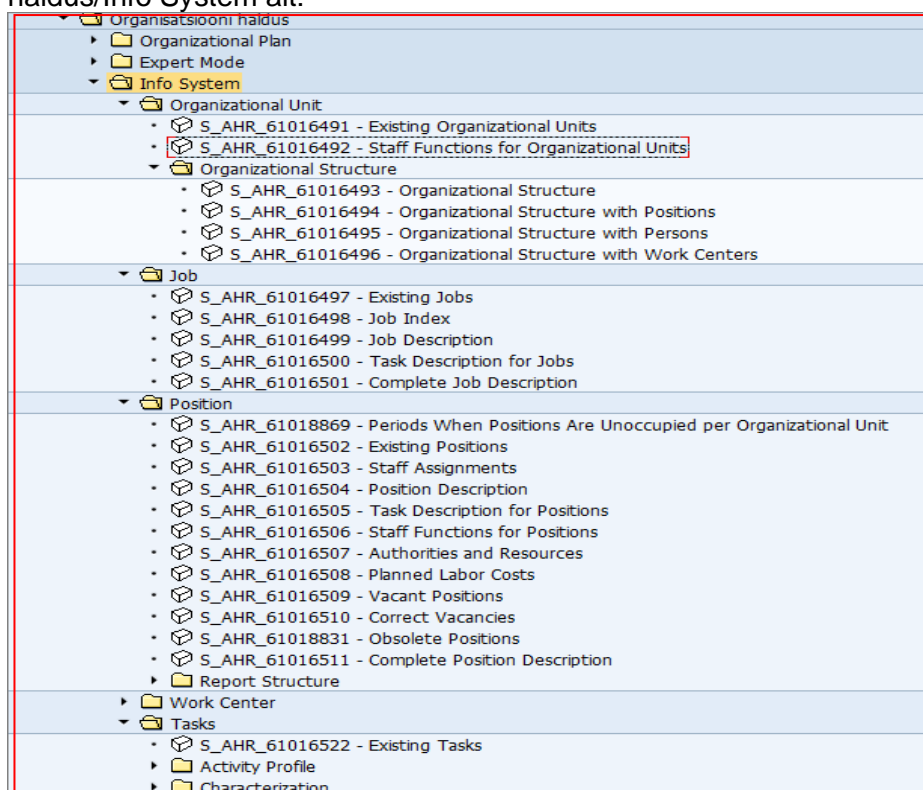 haldus/Info System alt.
Organisatsiooni haldus
Organizational Plan
Expert Mode
Info System
Organizational Unit
S_AHR_61016491 - Existing Organizational Units
S_AHR_61016492 - Staff Functions for Organizational Units
Organizational Structure
S_AHR_61016493 - Organizational Structure
S_AHR_61016494 - Organizational Structure with Positions
S_AHR_61016495 - Organizational Structure with Persons
S_AHR_61016496 - Organizational Structure with Work Centers
Job
S_AHR_61016497 - Existing Jobs
S_AHR_61016498 - Job Index
S_AHR_61016499 - Job Description
S_AHR_61016500 - Task Description for Jobs
S_AHR_61016501 - Complete Job Description
Position
S_AHR_61018869 - Periods When Positions Are Unoccupied per Organizational Unit
S_AHR_61016502 - Existing Positions
S_AHR_61016503 - Staff Assignments
S_AHR_61016504 - Position Description
S_AHR_61016505 - Task Description for Positions
S_AHR_61016506 - Staff Functions for Positions
S_AHR_61016507 - Authorities and Resources
S_AHR_61016508 - Planned Labor Costs
S_AHR_61016509 - Vacant Positions
S_AHR_61016510 - Correct Vacancies
S_AHR_61018831 - Obsolete Positions
S_AHR_61016511 - Complete Position Description
Report Structure
Work Center
Tasks
S_AHR_61016522 - Existing Tasks
Activity Profile
Characterization